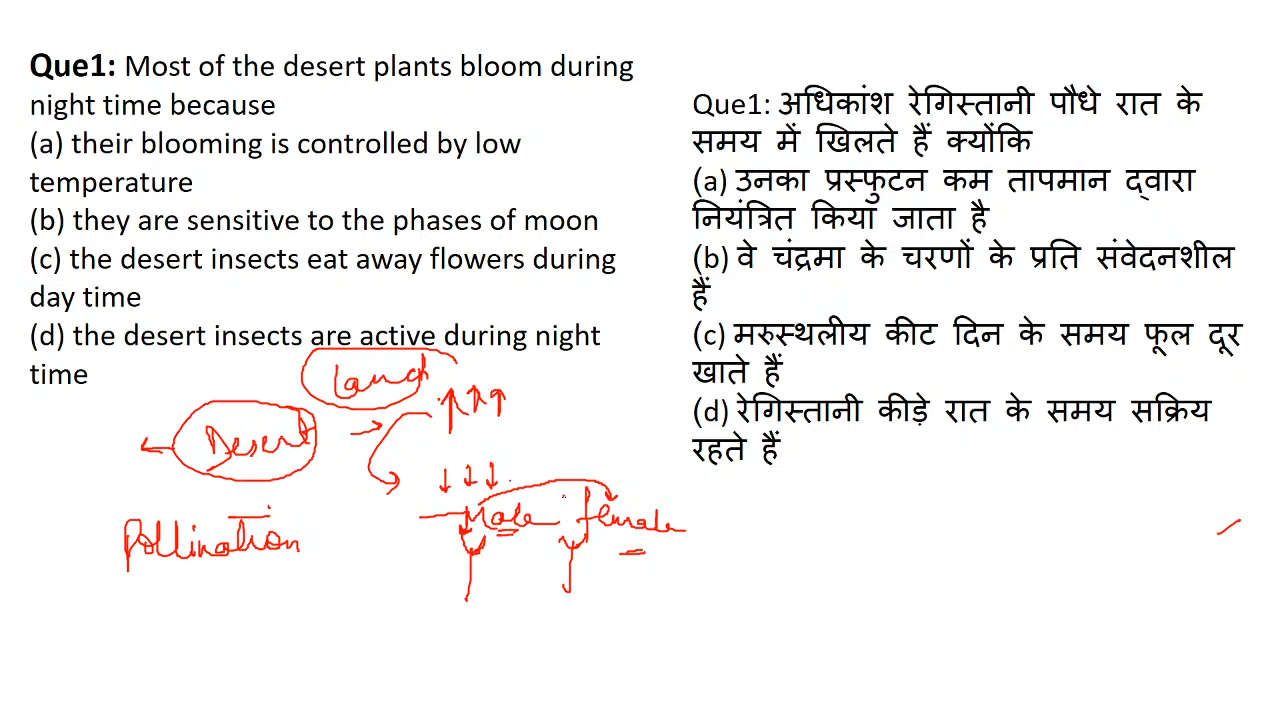 Que1: Most of the desert plants bloom during
night time because
(a) their blooming is controlled by low
temperature
(b) they are sensitive to the phases of moon
(c) the desert insects eat away flowers during
day time
(d) the desert insects are active during night
time
Que1: अधिकांश रेगिस्तानी पौधे रात के
समय में खिलते हैं क्योंकि
(a) उनका प्रस्फुटन कम तापमान द्वारा
नियंत्रित किया जाता है
(b) वे चंद्रमा के चरणों के प्रति संवेदनशील
हैं
(c) मरुस्थलीय कीट दिन के समय फूल दूर
खाते हैं
(d) रेगिस्तानी कीड़े रात के समय सक्रिय
रहते हैं
Land
Desert
Male female
Pollination